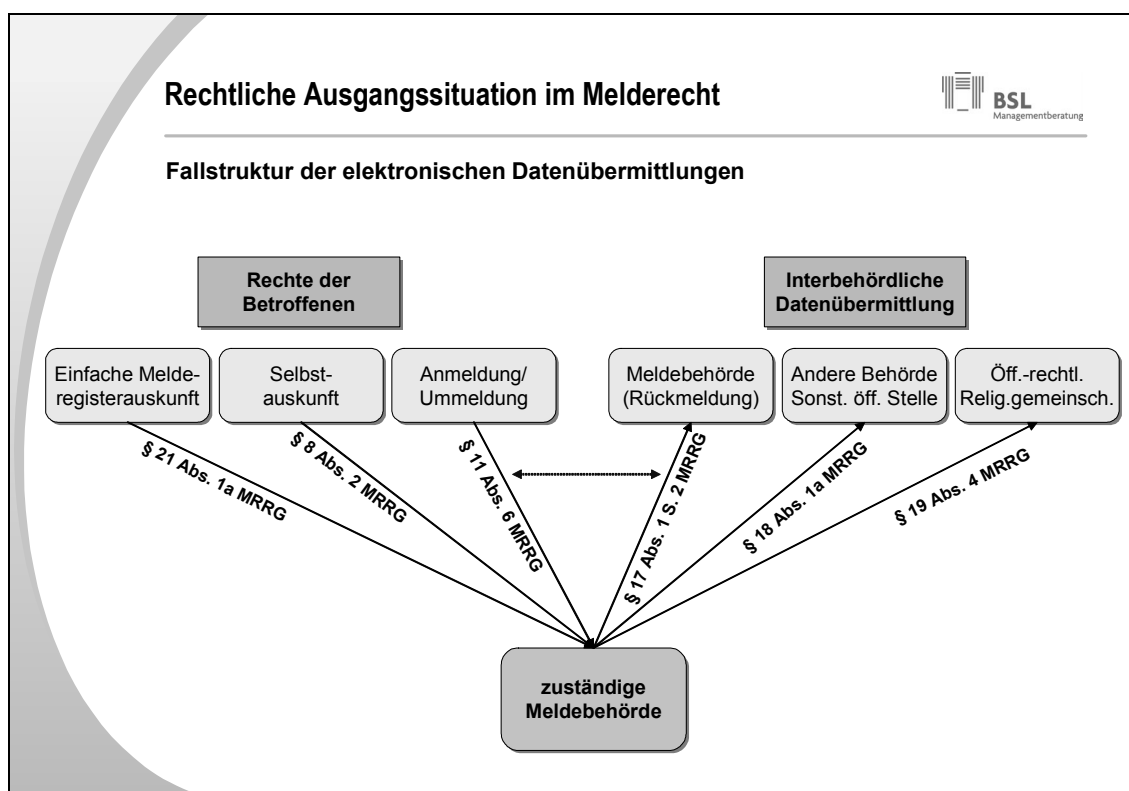 Rechtliche Ausgangssituation im Melderecht
BSL
Managementberatung
Fallstruktur der elektronischen Datenübermittlungen
Rechte der
Betroffenen
Interbehördliche
Datenübermittlung
Einfache Melde-
registerauskunft
Selbst-
auskunft
Anmeldung/
Ummeldung
Meldebehörde
(Rückmeldung)
Andere Behörde
Sonst. öff. Stelle
Öff.-rechtl.
Relig.gemeinsch.
§ 21 Abs. 1a MRRG
§ 8 Abs. 2 MRRG
§ 11 Abs. 6 MRRG
§ 17 Abs. 1 S. 2 MRRG
§ 18 Abs. 1a MRRG
§ 19 Abs. 4 MRRG
zuständige
Meldebehörde